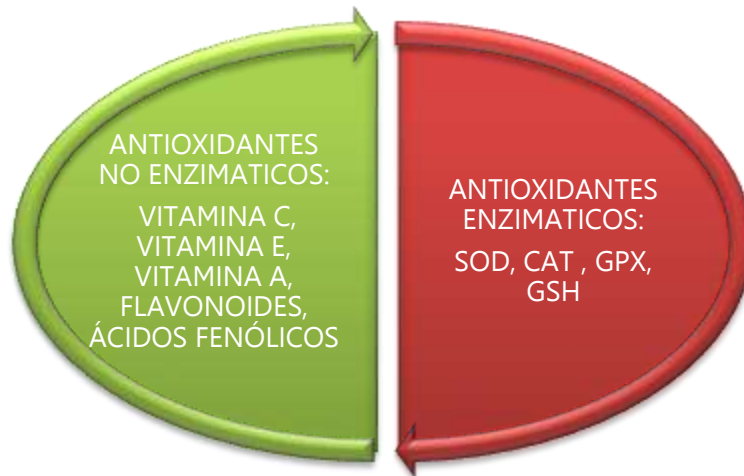 ANTIOXIDANTES
NO ENZIMATICOS:
VITAMINA C,
VITAMINA E,
VITAMINA A,
FLAVONOIDES,
ÁCIDOS FENÓLICOS
ANTIOXIDANTES
ENZIMATICOS:
SOD, CAT , GPX,
GSH